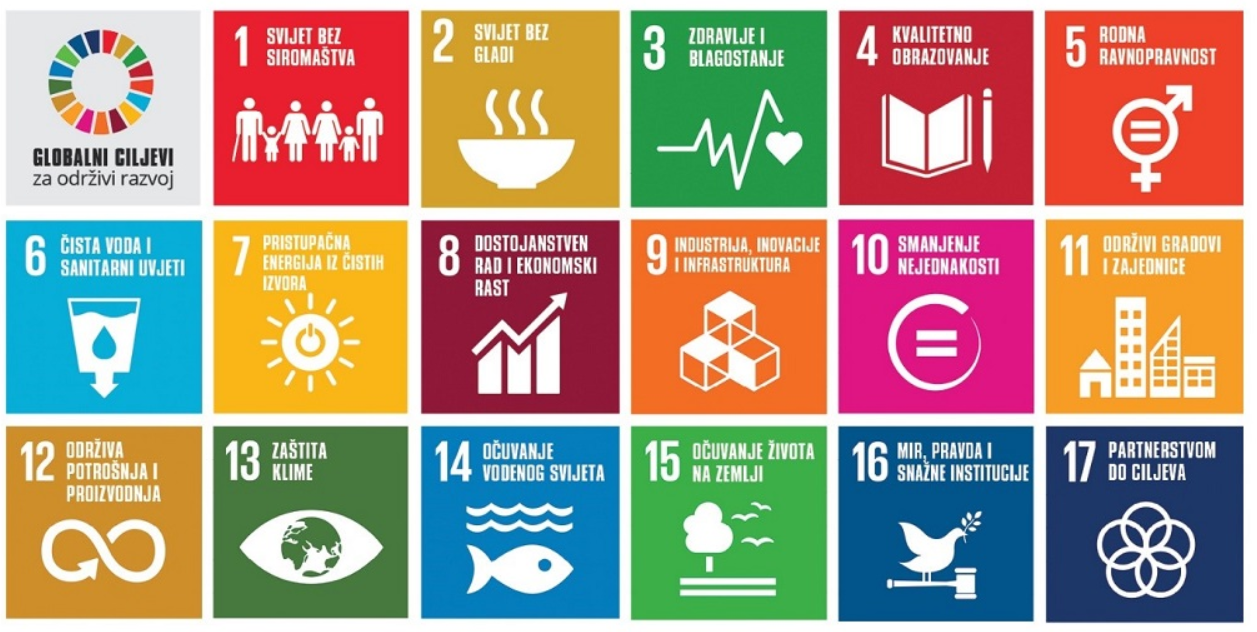 GLOBALNI CILJEVI
za održivi razvoj
1 SVIJET BEZ
SIROMAŠTVA
2 SVIJET BEZ
GLADI
3 ZDRAVLJE I
BLAGOSTANJE
4 KVALITETNO
OBRAZOVANJE
5 RODNA
RAVNOPRAVNOST
6 ČISTA VODA I
SANITARNI UVJETI
7 PRISTUPAČNA
ENERGIJA IZ ČISTIH
IZVORA
8 DOSTOJANSTVEN
RAD I EKONOMSKI
RAST
9 INDUSTRIJA, INOVACIJE
I INFRASTRUKTURA
10 SMANJENJE
NEJEDNAKOSTI
11 ODRŽIVI GRADOVI
I ZAJEDNICE
12 ODRŽIVA
POTROŠNJA I
PROIZVODNJA
13 ZAŠTITA
KLIME
14 OČUVANJE
VODENOG SVIJETA
15 OČUVANJE ŽIVOTA
NA ZEMLJI
16 MIR, PRAVDA I
SNAŽNE INSTITUCIJE
17 PARTNERSTVOM
DO CILJEVA